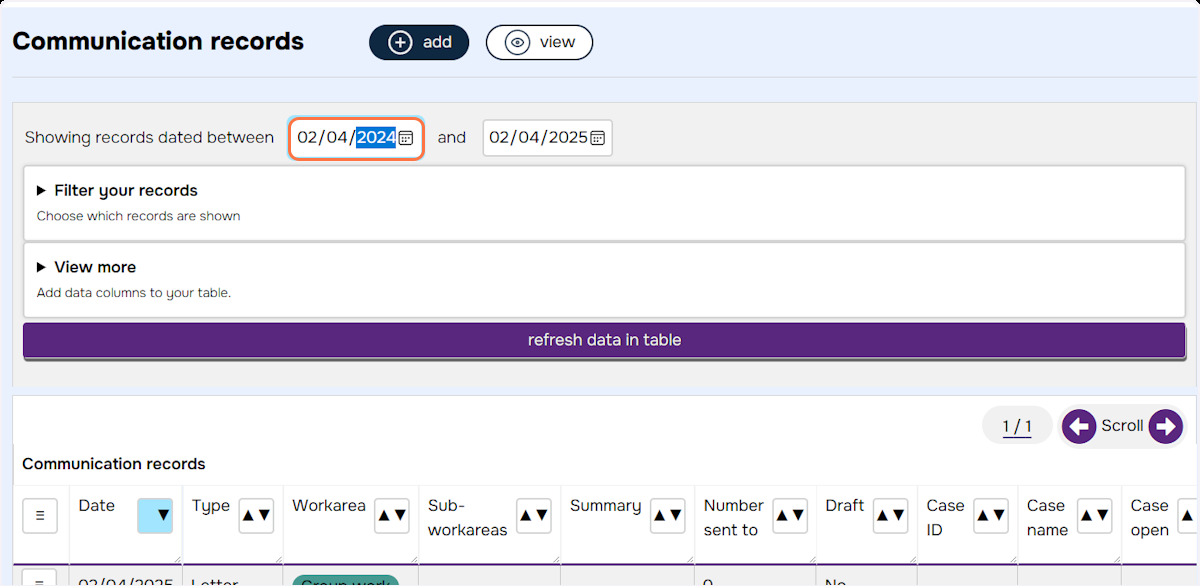 Communication records
add
view
Showing records dated between 02/04/2024 and 02/04/2025
Filter your records
Choose which records are shown
View more
Add data columns to your table.
refresh data in table
1 / 1
Scroll
Communication records
Date
Type
Workarea
Sub-
workareas
Summary
Number
sent to
Draft
Case
ID
Case
name
Case
open
02/04/2025 Letter Group work 0 No